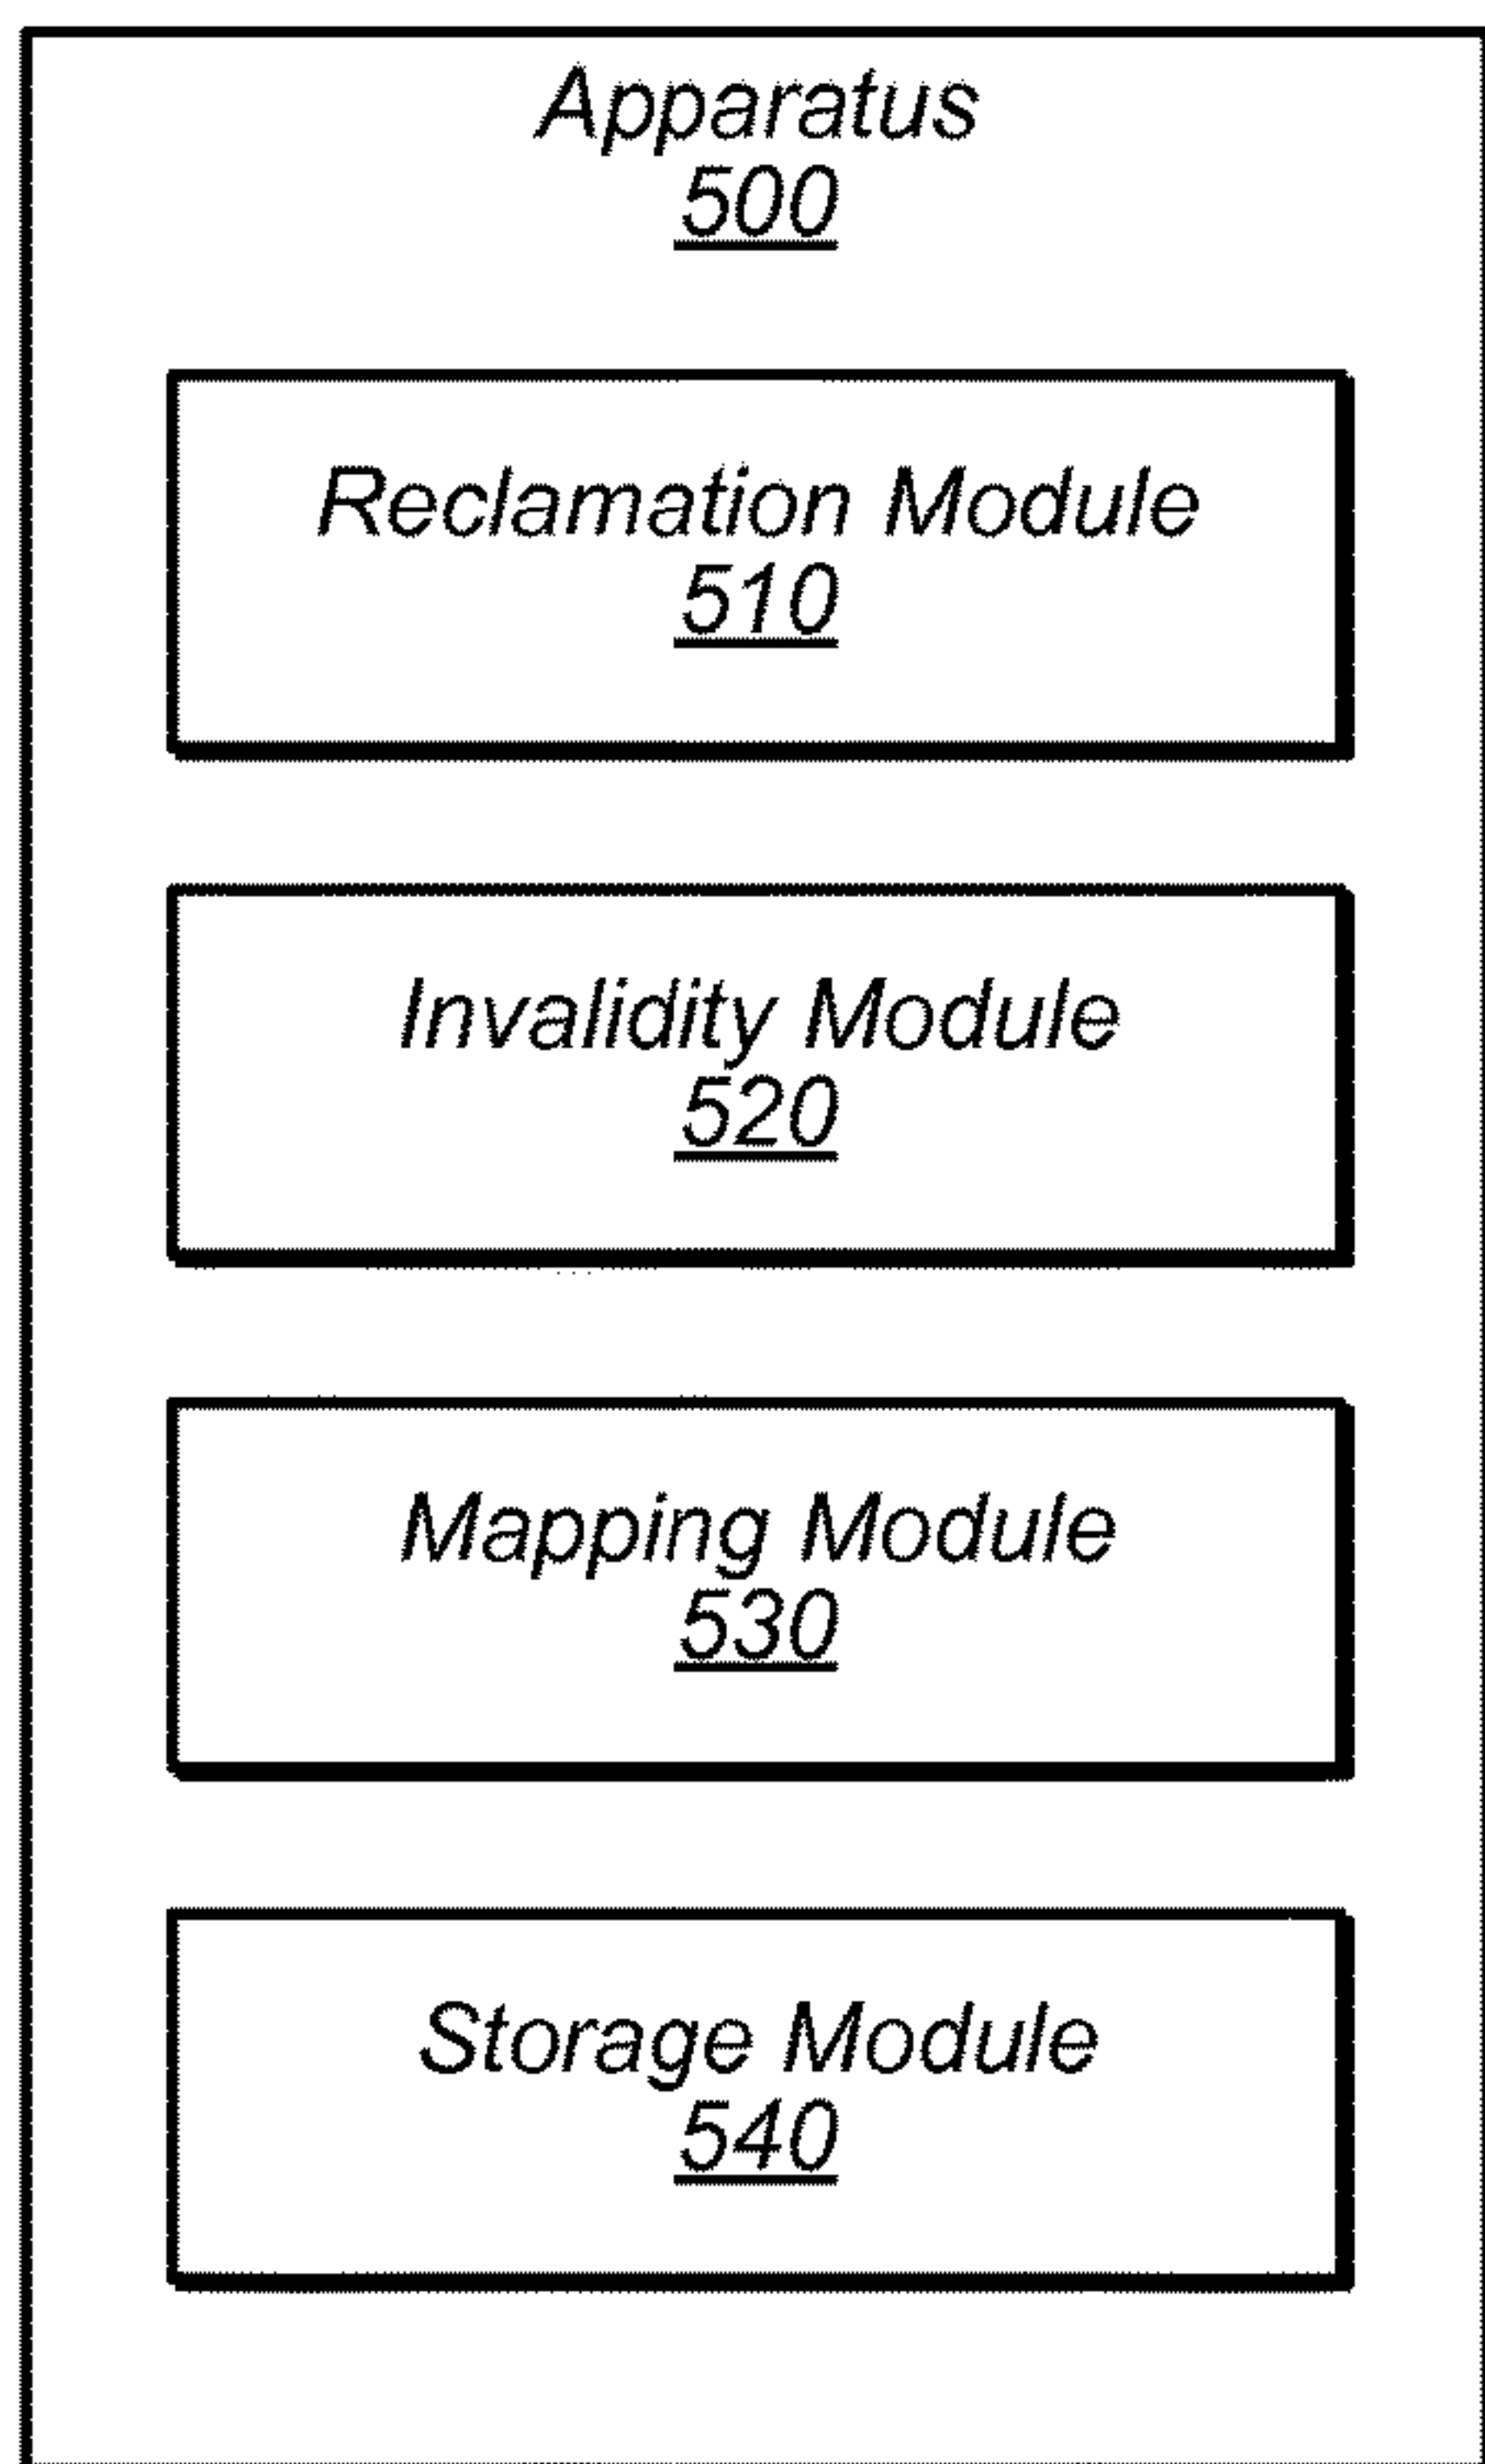 Apparatus
500
Reclamation Module
510
Invalidity Module
520
Mapping Module
530
Storage Module
540